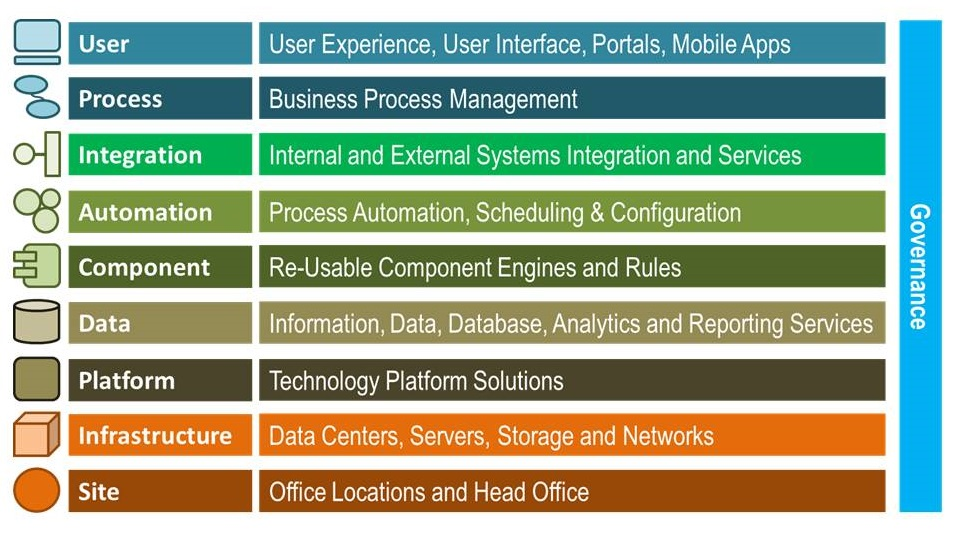 User
User Experience, User Interface, Portals, Mobile Apps
Process
Business Process Management
Integration
Internal and External Systems Integration and Services
Automation
Process Automation, Scheduling & Configuration
Component
Re-Usable Component Engines and Rules
Data
Information, Data, Database, Analytics and Reporting Services
Platform
Technology Platform Solutions
Infrastructure
Data Centers, Servers, Storage and Networks
Site
Office Locations and Head Office
Governance